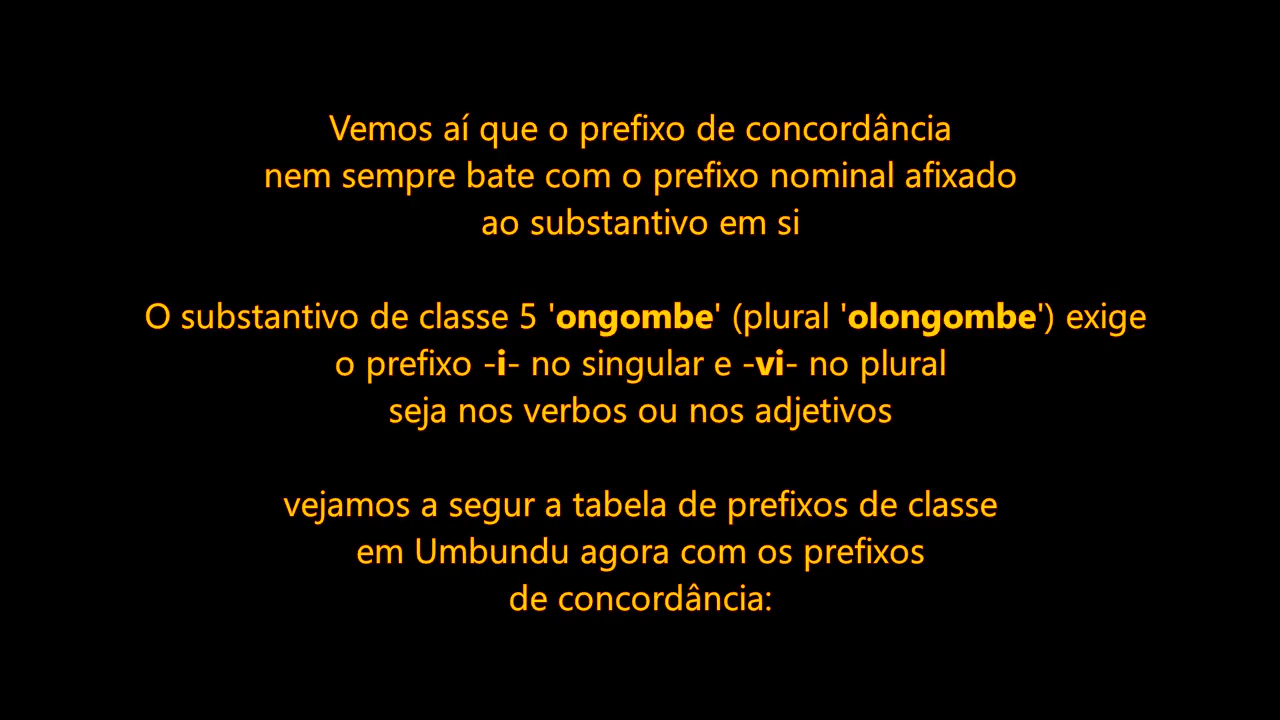 Vemos aí que o prefixo de concordância
nem sempre bate com o prefixo nominal afixado
ao substantivo em si
O substantivo de classe 5 'ongombe' (plural 'olongombe') exige
o prefixo -i- no singular e -vi- no plural
seja nos verbos ou nos adjetivos
vejamos a segur a tabela de prefixos de classe
em Umbundu agora com os prefixos
de concordância: